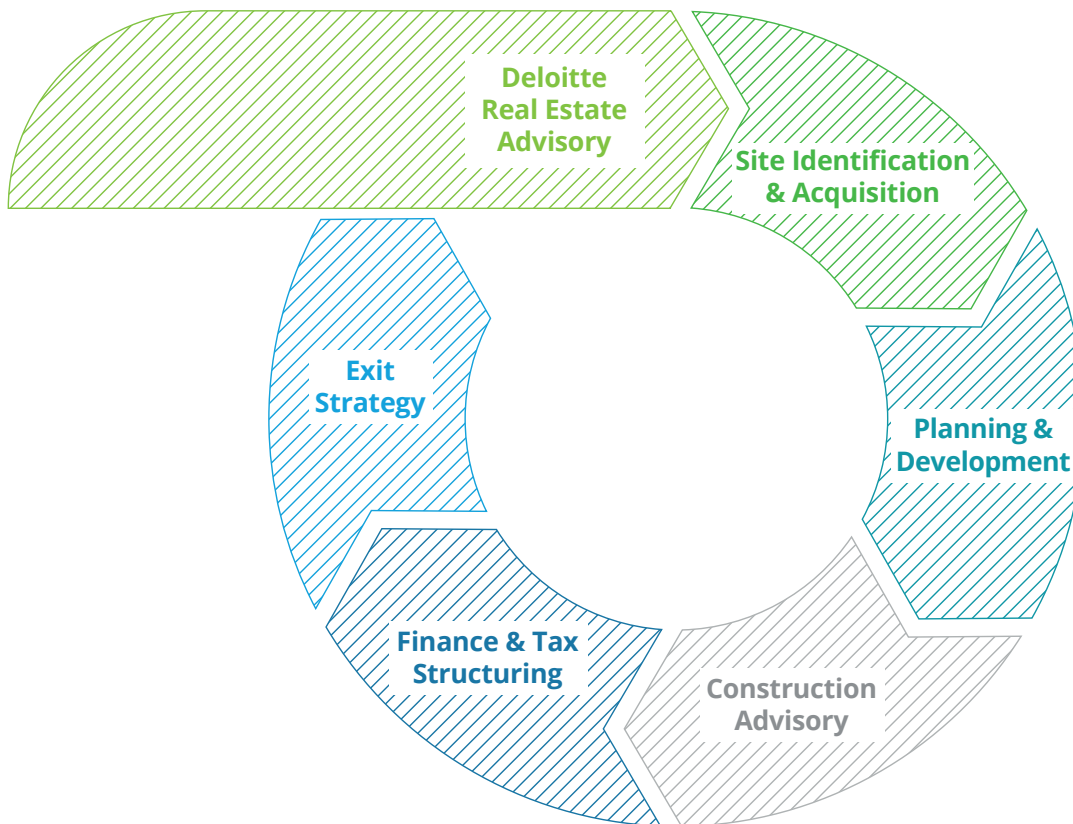 Deloitte
Real Estate
Advisory
Site Identification
& Acquisition
Planning &
Development
Construction
Advisory
Finance & Tax
Structuring
Exit
Strategy